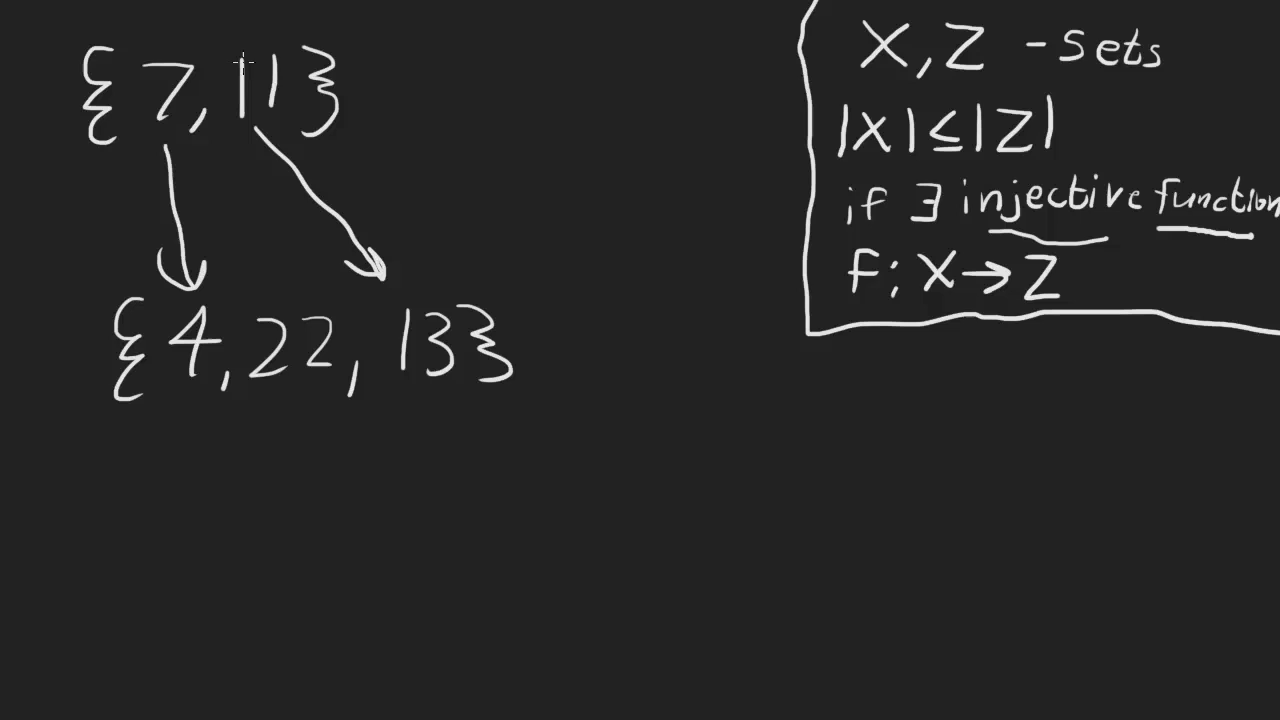 {7, 11}
{4, 22, 13}
X, Z - Sets
|X| ≤ |Z|
if ∃ injective function
f: X → Z